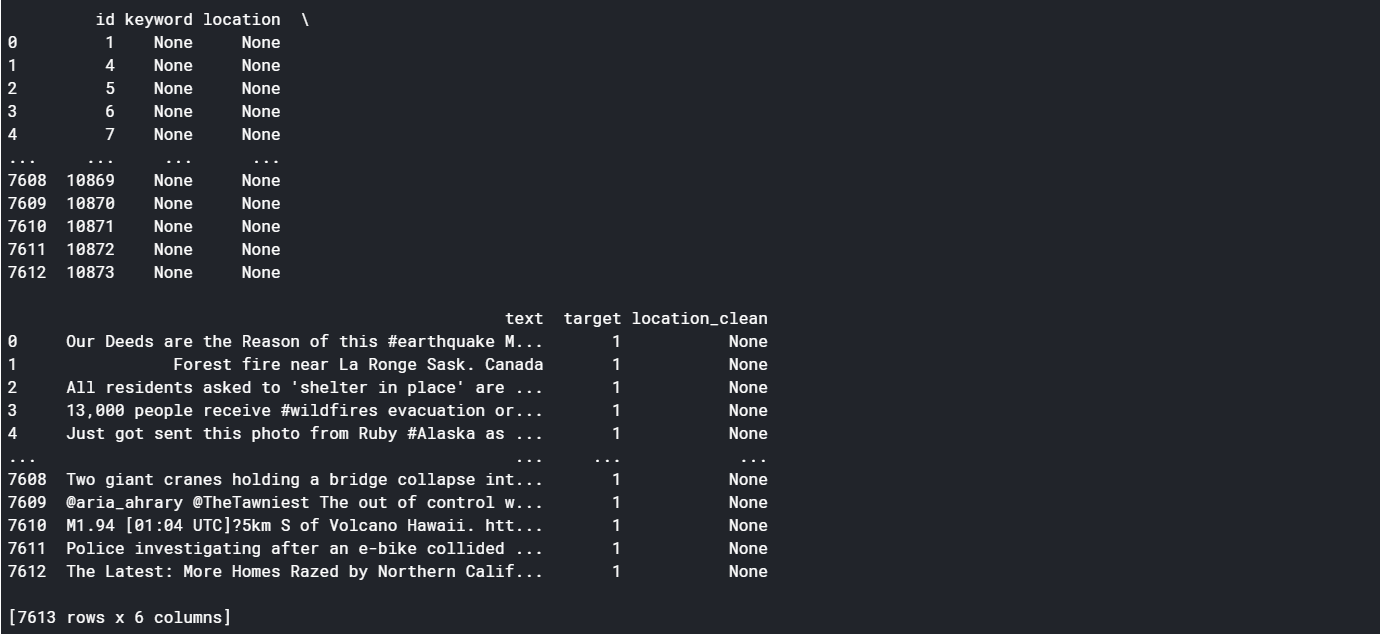 id keyword location \
0 1 None None
1 4 None None
2 5 None None
3 6 None None
4 7 None None
... ... ... ...
7608 10869 None None
7609 10870 None None
7610 10871 None None
7611 10872 None None
7612 10873 None None
text target location_clean
0 Our Deeds are the Reason of this #earthquake M... 1 None
1 Forest fire near La Ronge Sask. Canada 1 None
2 All residents asked to 'shelter in place' are ... 1 None
3 13,000 people receive #wildfires evacuation or... 1 None
4 Just got sent this photo from Ruby #Alaska as ... 1 None
... ... ... ...
7608 Two giant cranes holding a bridge collapse int... 1 None
7609 @aria_ahrary @TheTawniest The out of control w... 1 None
7610 M1.94 [01:04 UTC]?5km S of Volcano Hawaii. htt... 1 None
7611 Police investigating after an e-bike collided ... 1 None
7612 The Latest: More Homes Razed by Northern Calif... 1 None
[7613 rows x 6 columns]